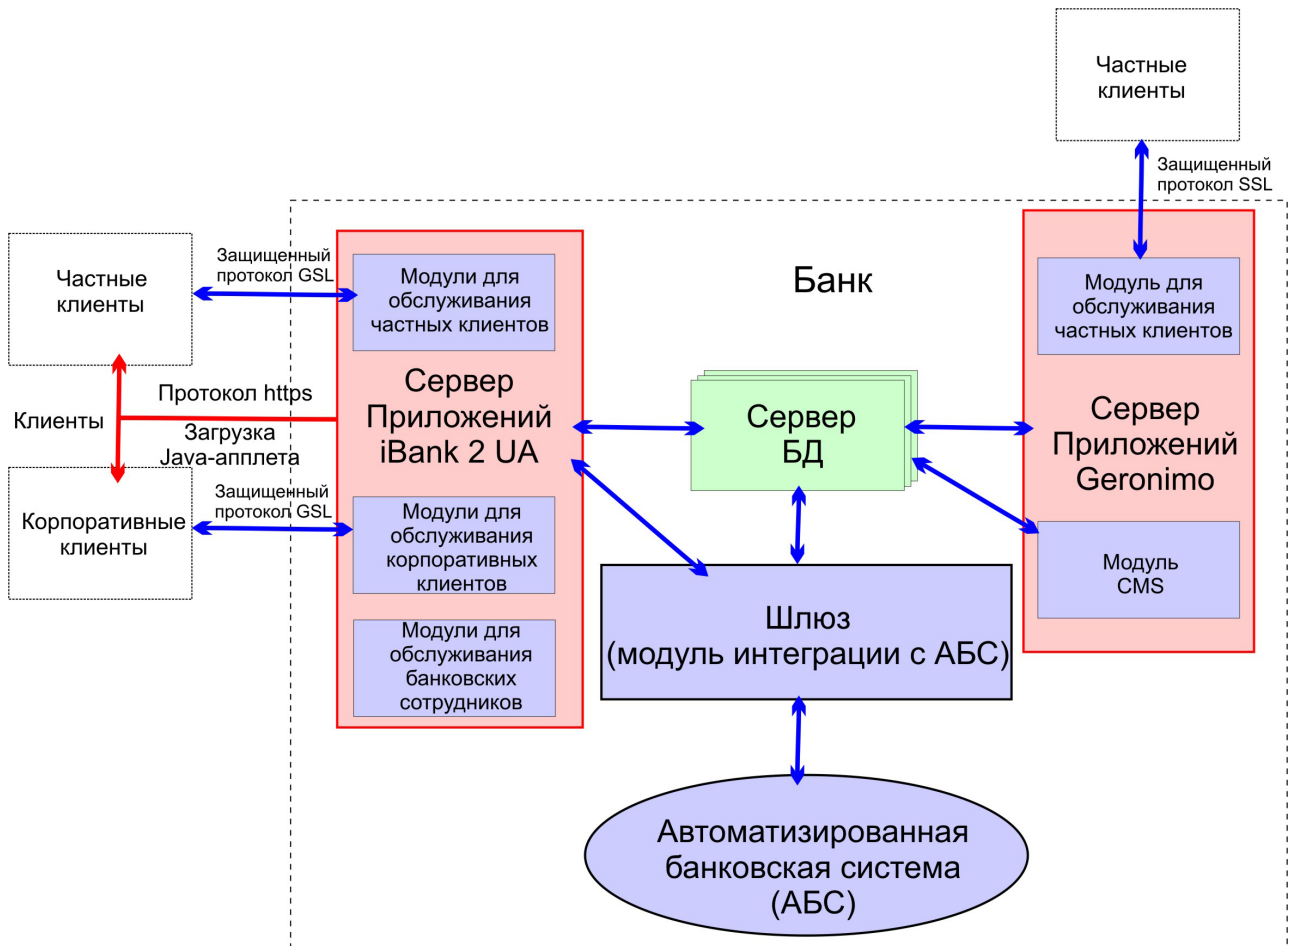 Частные
клиенты
Защищенный
протокол SSL
Защищенный
протокол GSL
Частные
клиенты
Модули для
обслуживания
частных клиентов
Банк
Модуль для
обслуживания
частных клиентов
Клиенты
Протокол https
Загрузка
Java-апплета
Сервер
Приложений
iBank 2 UA
Сервер
БД
Сервер
Приложений
Geronimo
Защищенный
протокол GSL
Корпоративные
клиенты
Модули для
обслуживания
корпоративных
клиентов
Модуль
CMS
Шлюз
(модуль интеграции с АБС)
Модули для
обслуживания
банковских
сотрудников
Автоматизированная
банковская система
(АБС)